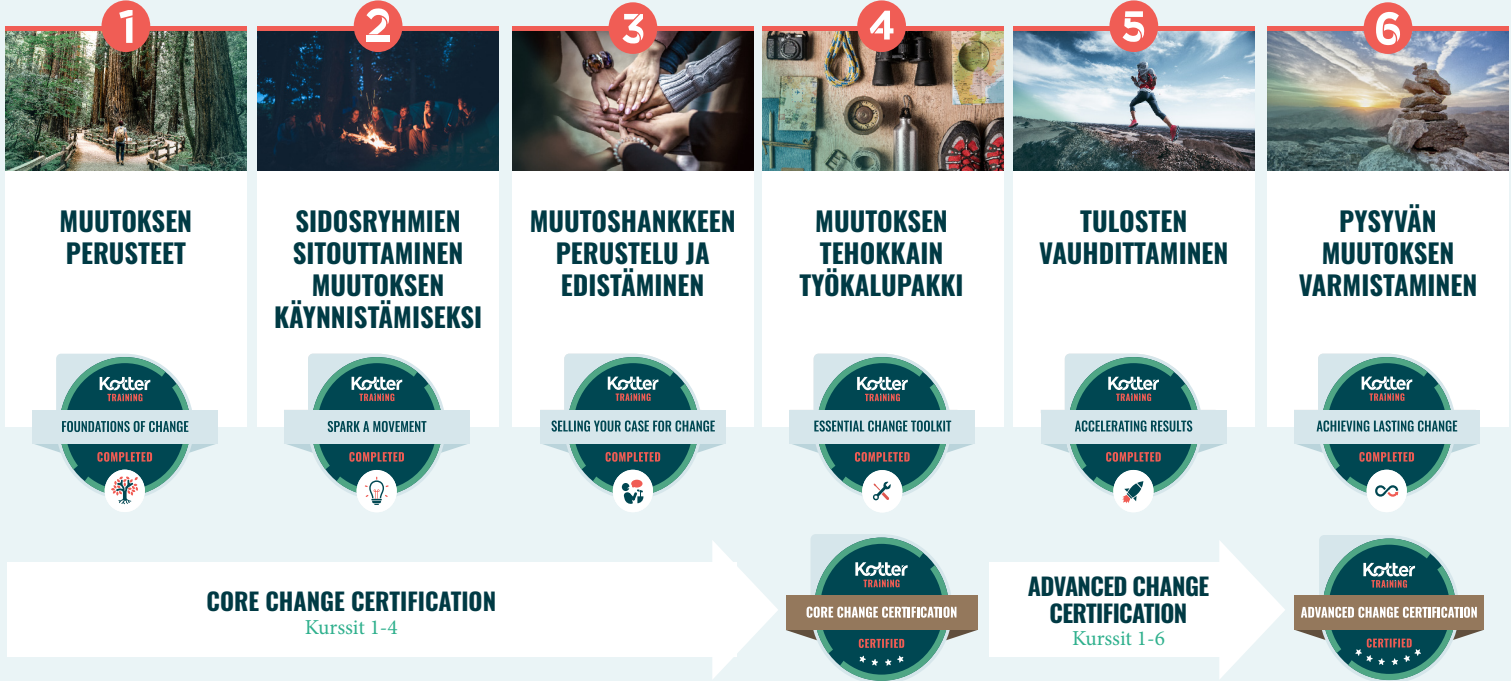 1
MUUTOKSEN
PERUSTEET
Kotter
TRAINING
FOUNDATIONS OF CHANGE
COMPLETED
2
SIDOSRYHMIEN
SITOUTTAMINEN
MUUTOKSEN
KÄYNNISTÄMISEKSI
Kotter
TRAINING
SPARK A MOVEMENT
COMPLETED
3
MUUTOSHANKKEEN
PERUSTELU JA
EDISTÄMINEN
Kotter
TRAINING
SELLING YOUR CASE FOR CHANGE
COMPLETED
4
MUUTOKSEN
TEHOKKAIN
TYÖKALUPAKKI
Kotter
TRAINING
ESSENTIAL CHANGE TOOLKIT
COMPLETED
5
TULOSTEN
VAUHDITTAMINEN
Kotter
TRAINING
ACCELERATING RESULTS
COMPLETED
6
PYSYVÄN
MUUTOKSEN
VARMISTAMINEN
Kotter
TRAINING
ACHIEVING LASTING CHANGE
COMPLETED
CORE CHANGE CERTIFICATION
Kurssit 1-4
Kotter
TRAINING
CORE CHANGE CERTIFICATION
CERTIFIED
ADVANCED CHANGE
CERTIFICATION
Kurssit 1-6
Kotter
TRAINING
ADVANCED CHANGE CERTIFICATION
CERTIFIED